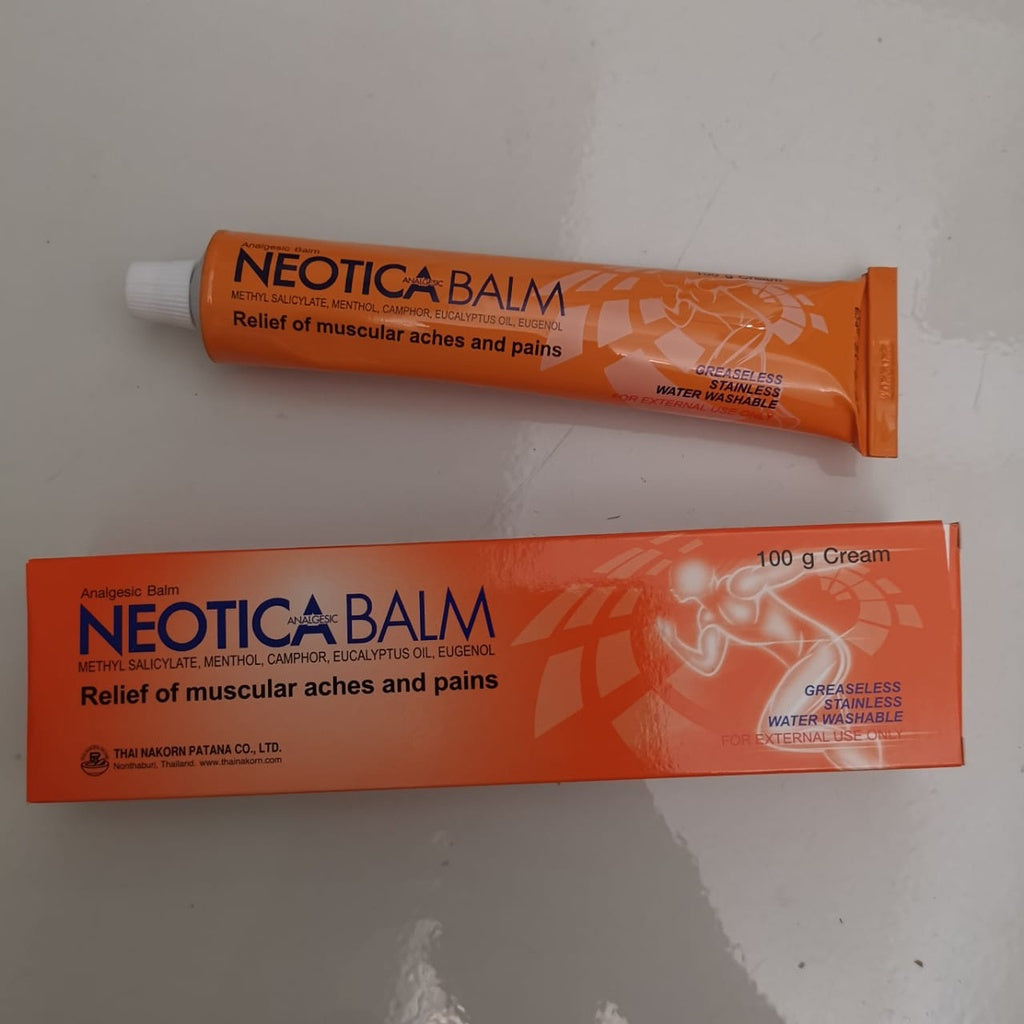 Analgesic Balm
NEOTICA ANALGESIC BALM
METHYL SALICYLATE, MENTHOL, CAMPHOR, EUCALYPTUS OIL, EUGENOL
Relief of muscular aches and pains
100 g Cream
GREASELESS
STAINLESS
WATER WASHABLE
FOR EXTERNAL USE ONLY
Analgesic Balm
NEOTICA ANALGESIC BALM
METHYL SALICYLATE, MENTHOL, CAMPHOR, EUCALYPTUS OIL, EUGENOL
Relief of muscular aches and pains
100 g Cream
GREASELESS
STAINLESS
WATER WASHABLE
FOR EXTERNAL USE ONLY
THAI NAKORN PATANA CO., LTD.
Nonthaburi, Thailand. www.thainakorn.com